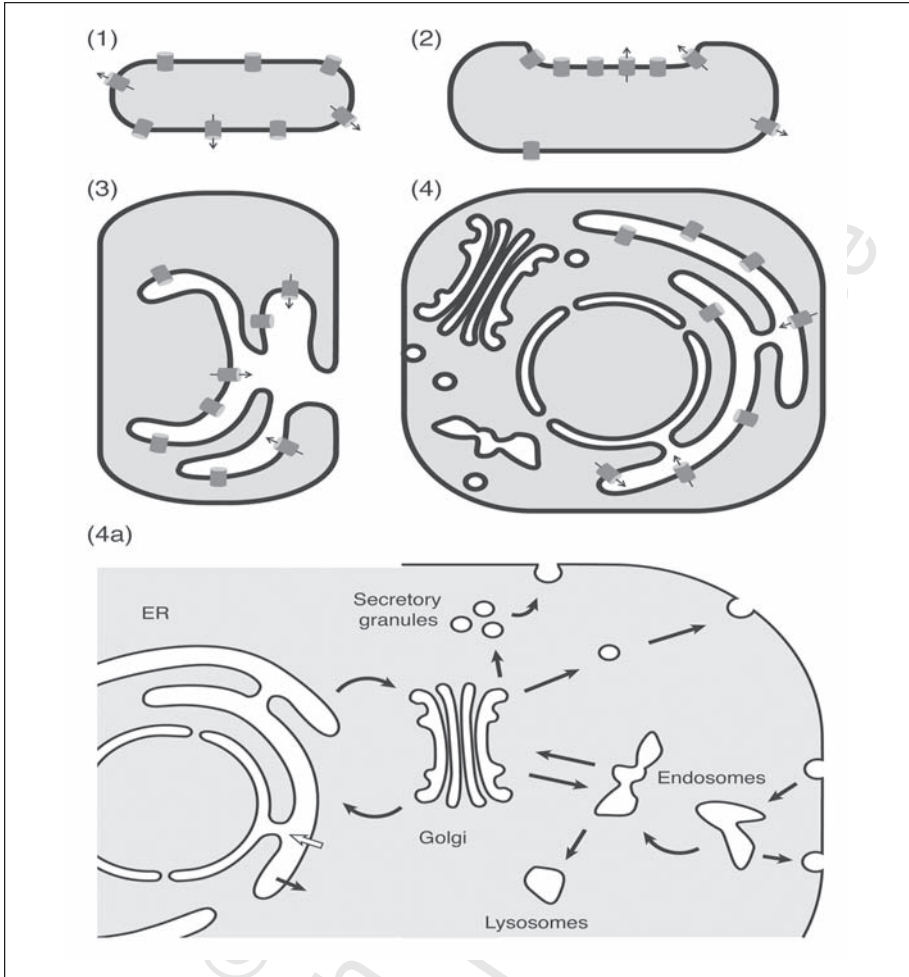 (1)
(2)
(3)
(4)
(4a)
ER
Secretory
granules
Endosomes
Golgi
Lysosomes